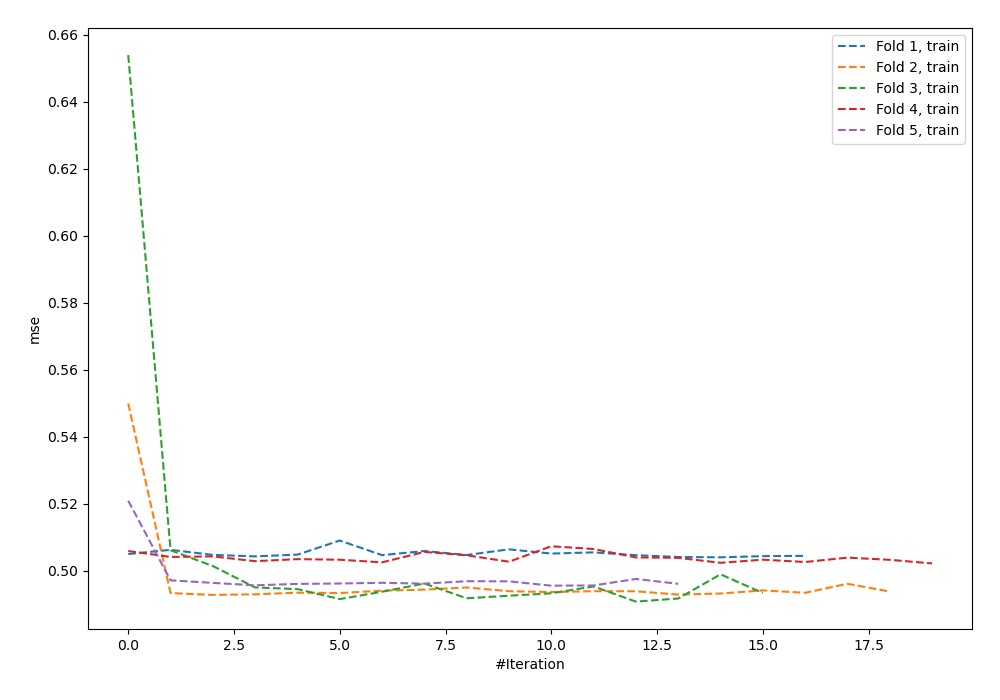 0.66
0.64
0.62
0.60
0.58
0.56
0.54
0.52
0.50
mse
0.0
2.5
5.0
7.5
10.0
12.5
15.0
17.5
#Iteration
Fold 1, train
Fold 2, train
Fold 3, train
Fold 4, train
Fold 5, train